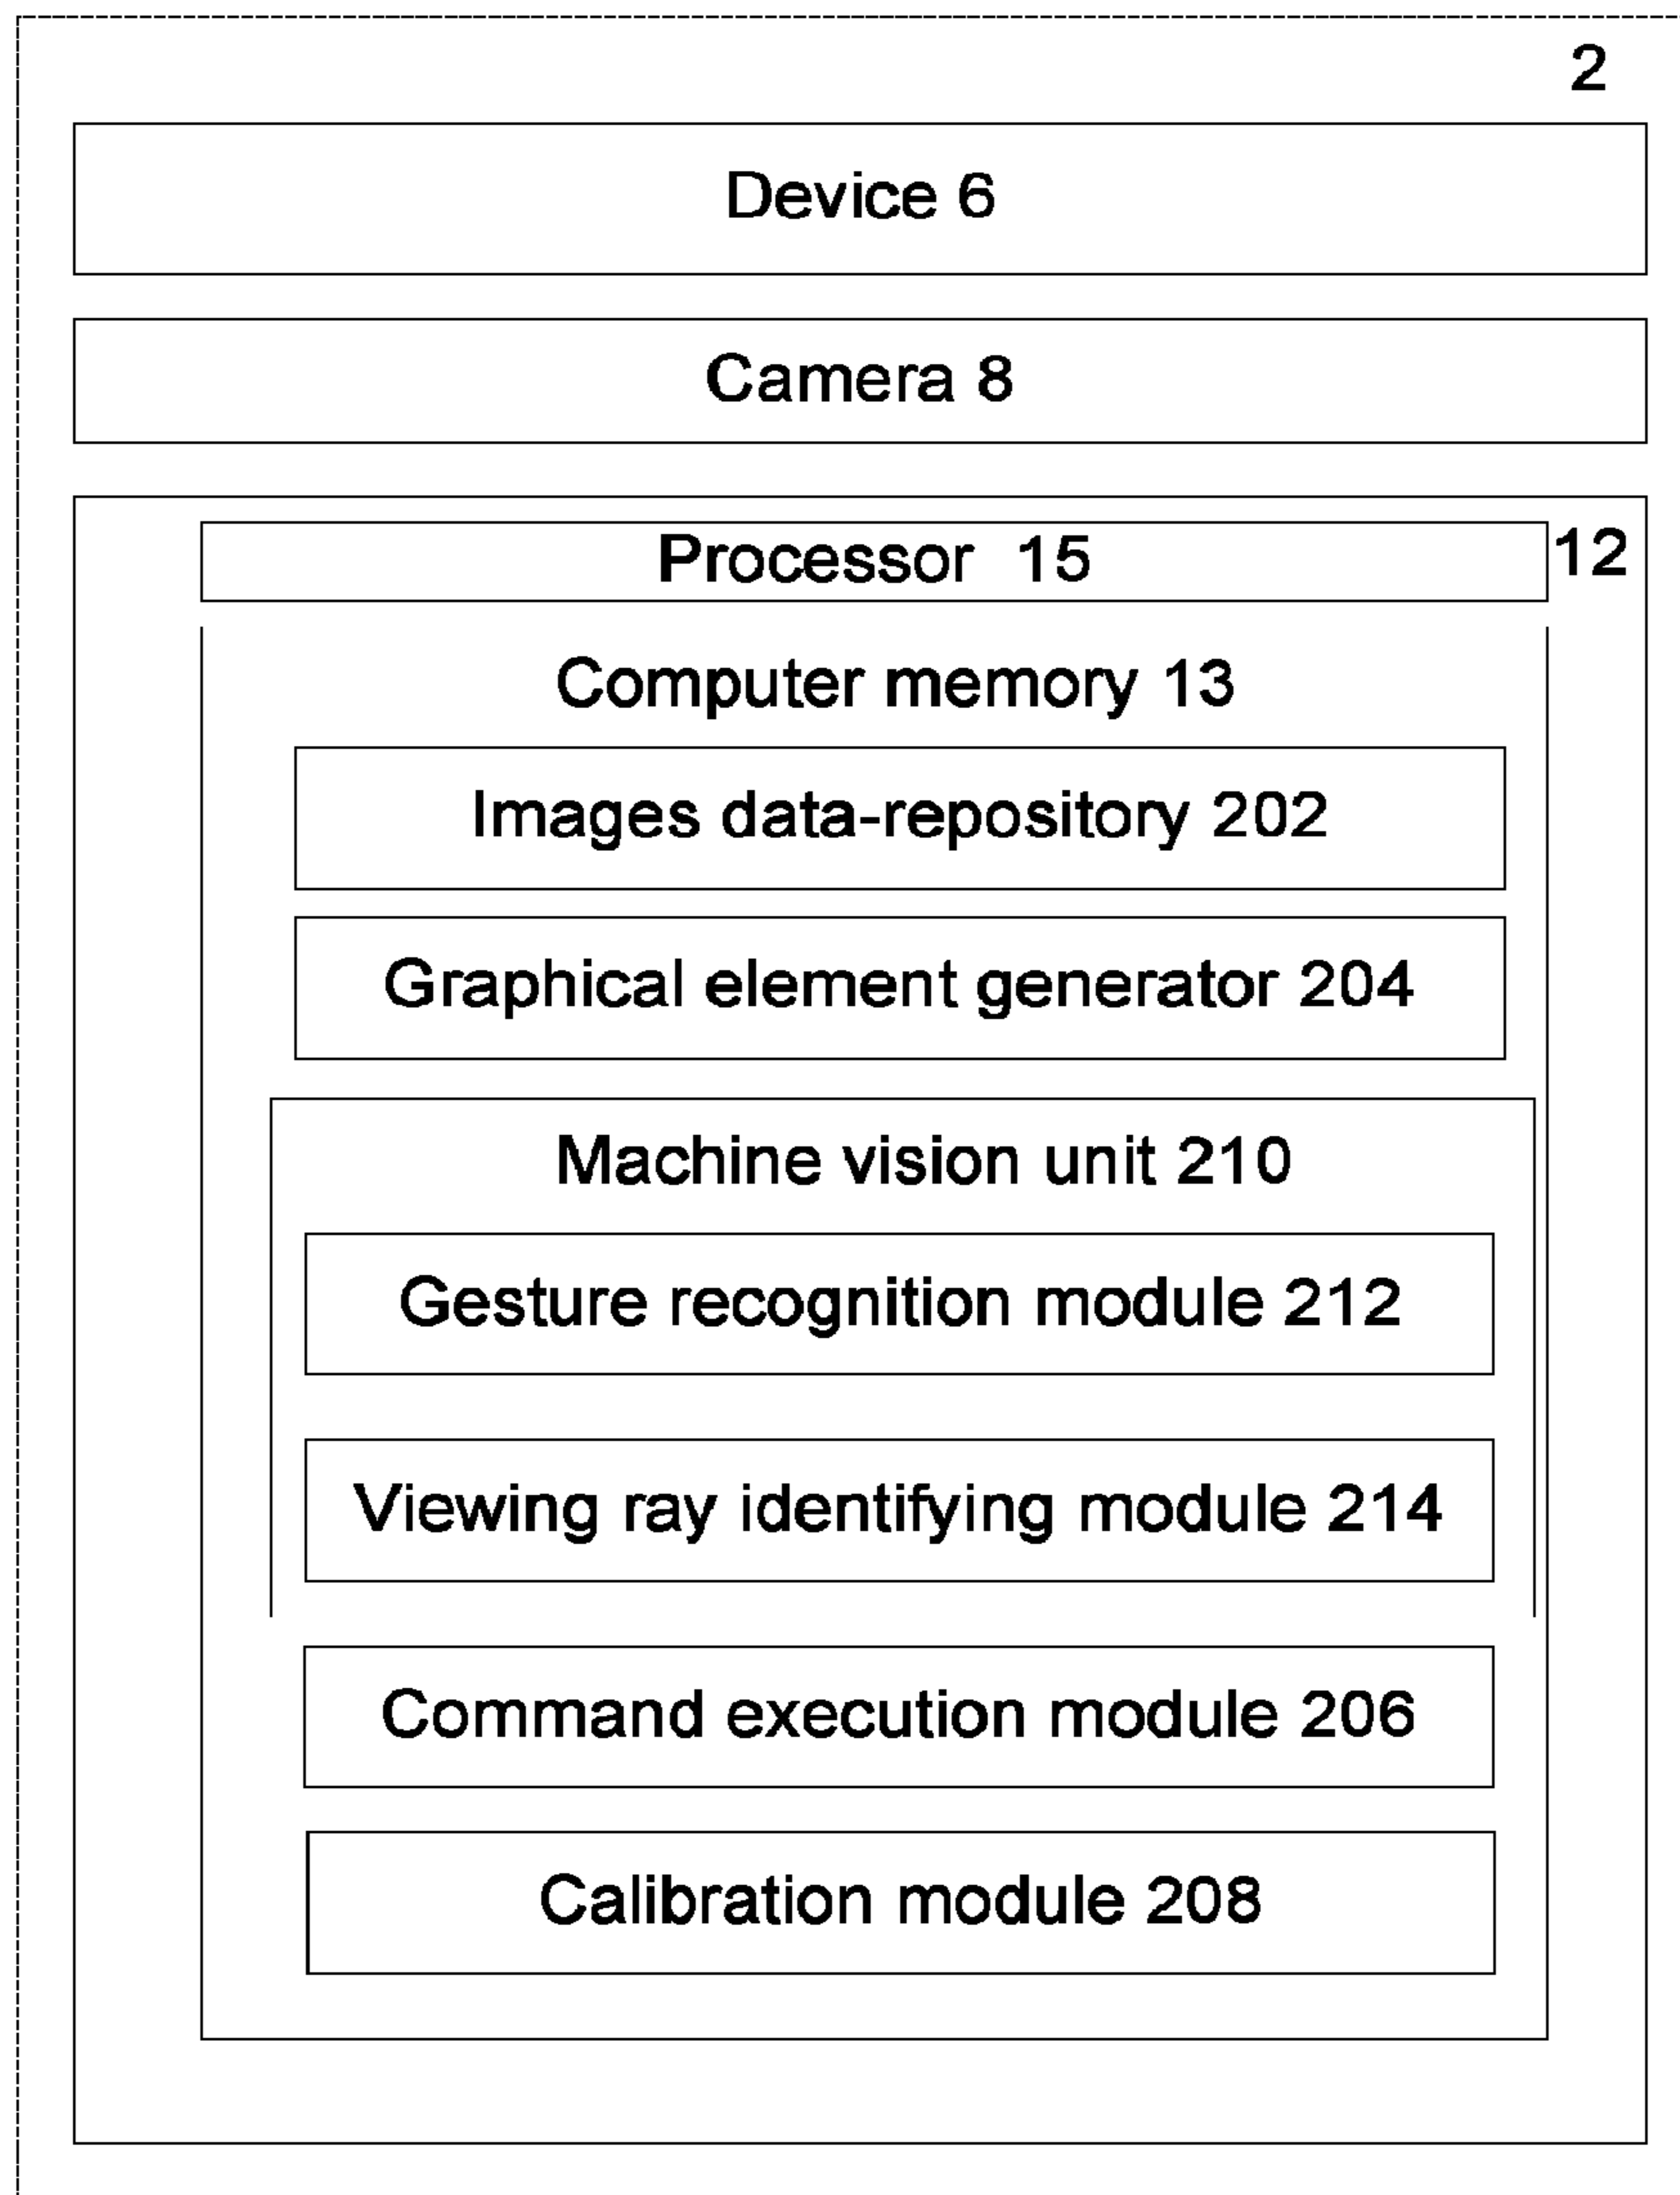 2
Device 6
Camera 8
Processor 15
12
Computer memory 13
Images data-repository 202
Graphical element generator 204
Machine vision unit 210
Gesture recognition module 212
Viewing ray identifying module 214
Command execution module 206
Calibration module 208